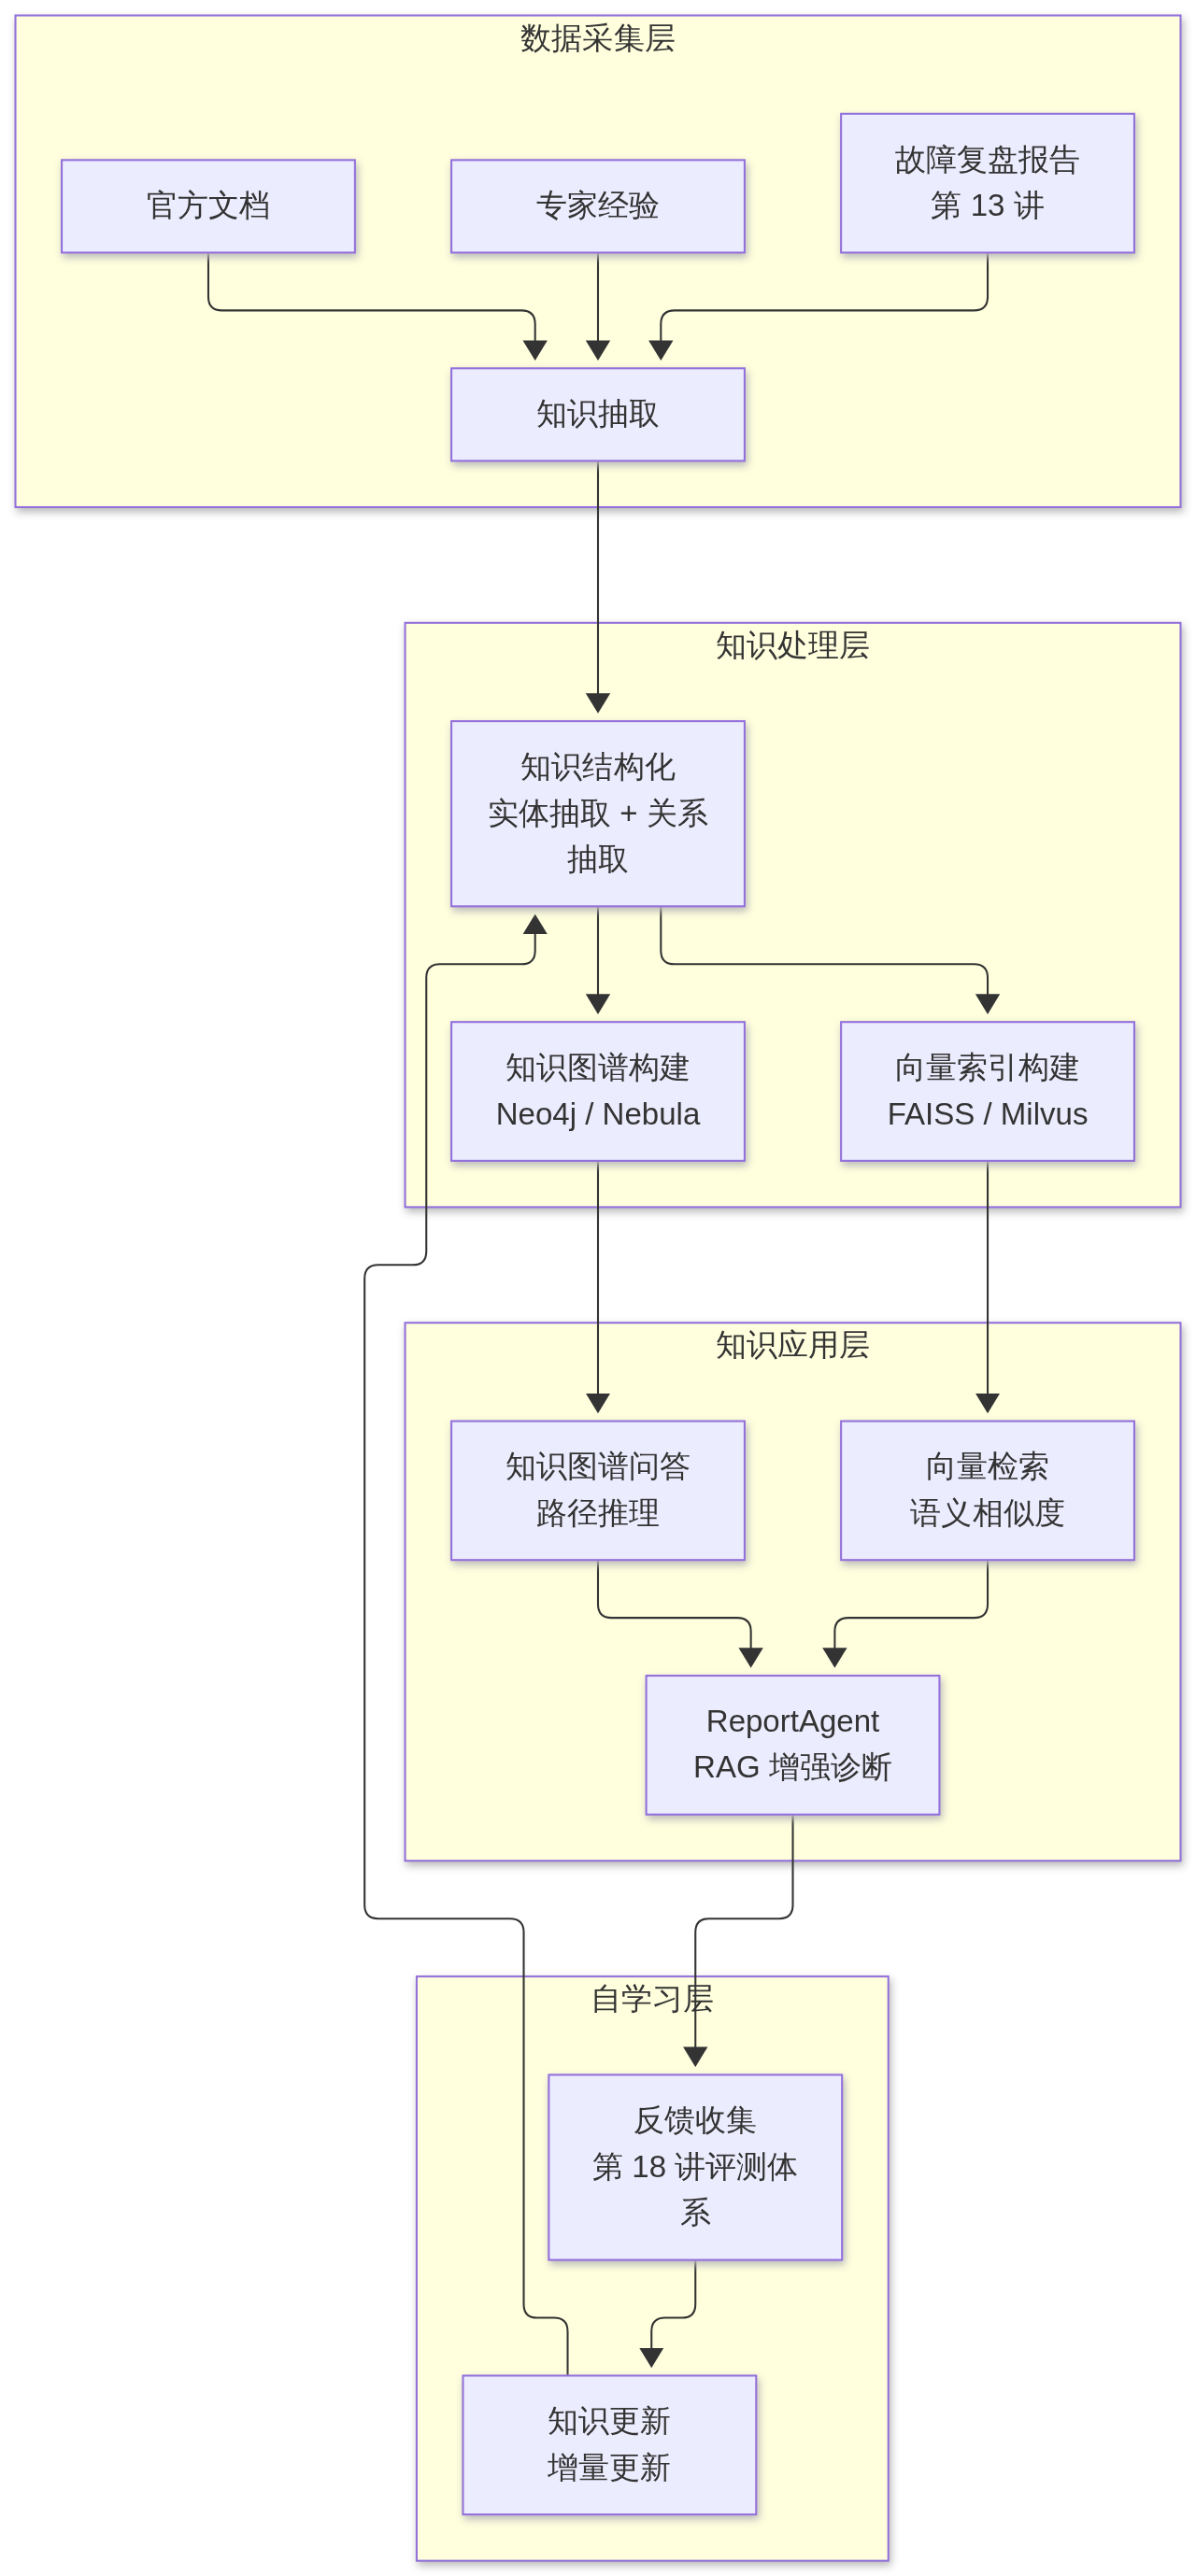 数据采集层
官方文档
专家经验
故障复盘报告
第 13 讲
知识抽取
知识处理层
知识结构化
实体抽取 + 关系
抽取
知识图谱构建
Neo4j / Nebula
向量索引构建
FAISS / Milvus
知识应用层
知识图谱问答
路径推理
向量检索
语义相似度
ReportAgent
RAG 增强诊断
自学习层
反馈收集
第 18 讲评测体
系
知识更新
增量更新